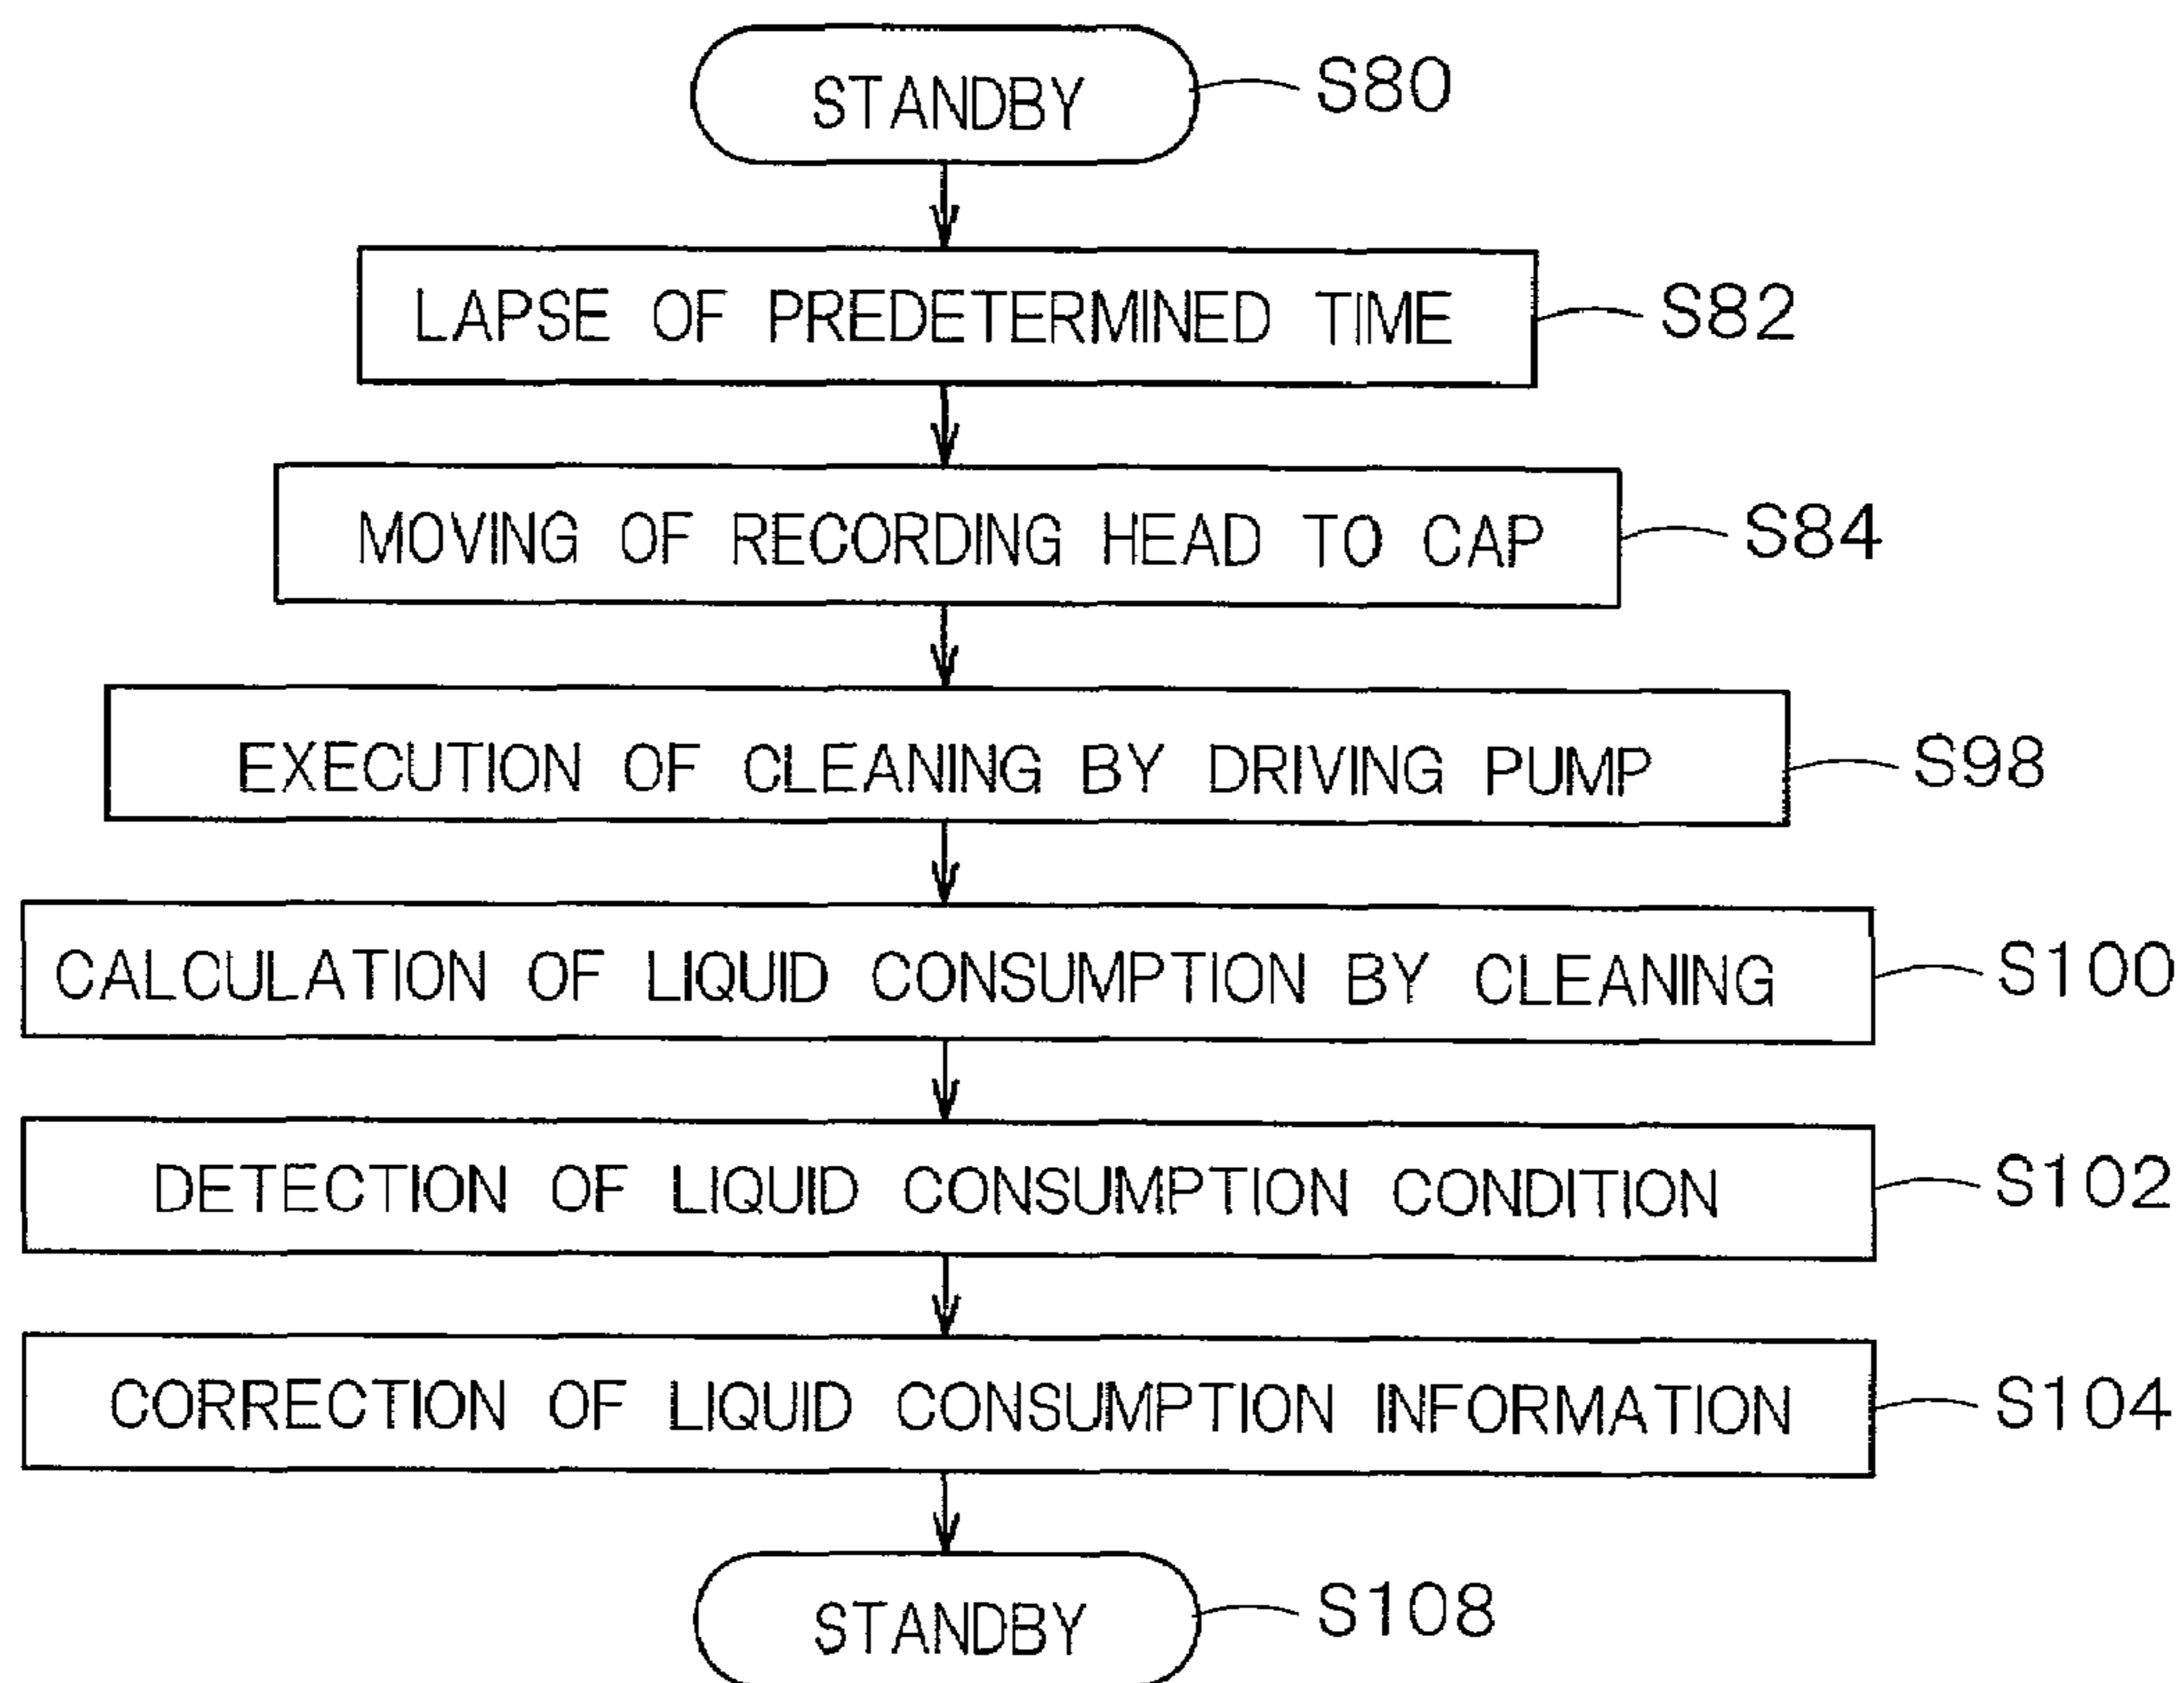 STANDBY S80
LAPSE OF PREDETERMINED TIME S82
MOVING OF RECORDING HEAD TO CAP S84
EXECUTION OF CLEANING BY DRIVING PUMP S98
CALCULATION OF LIQUID CONSUMPTION BY CLEANING S100
DETECTION OF LIQUID CONSUMPTION CONDITION S102
CORRECTION OF LIQUID CONSUMPTION INFORMATION S104
STANDBY S108